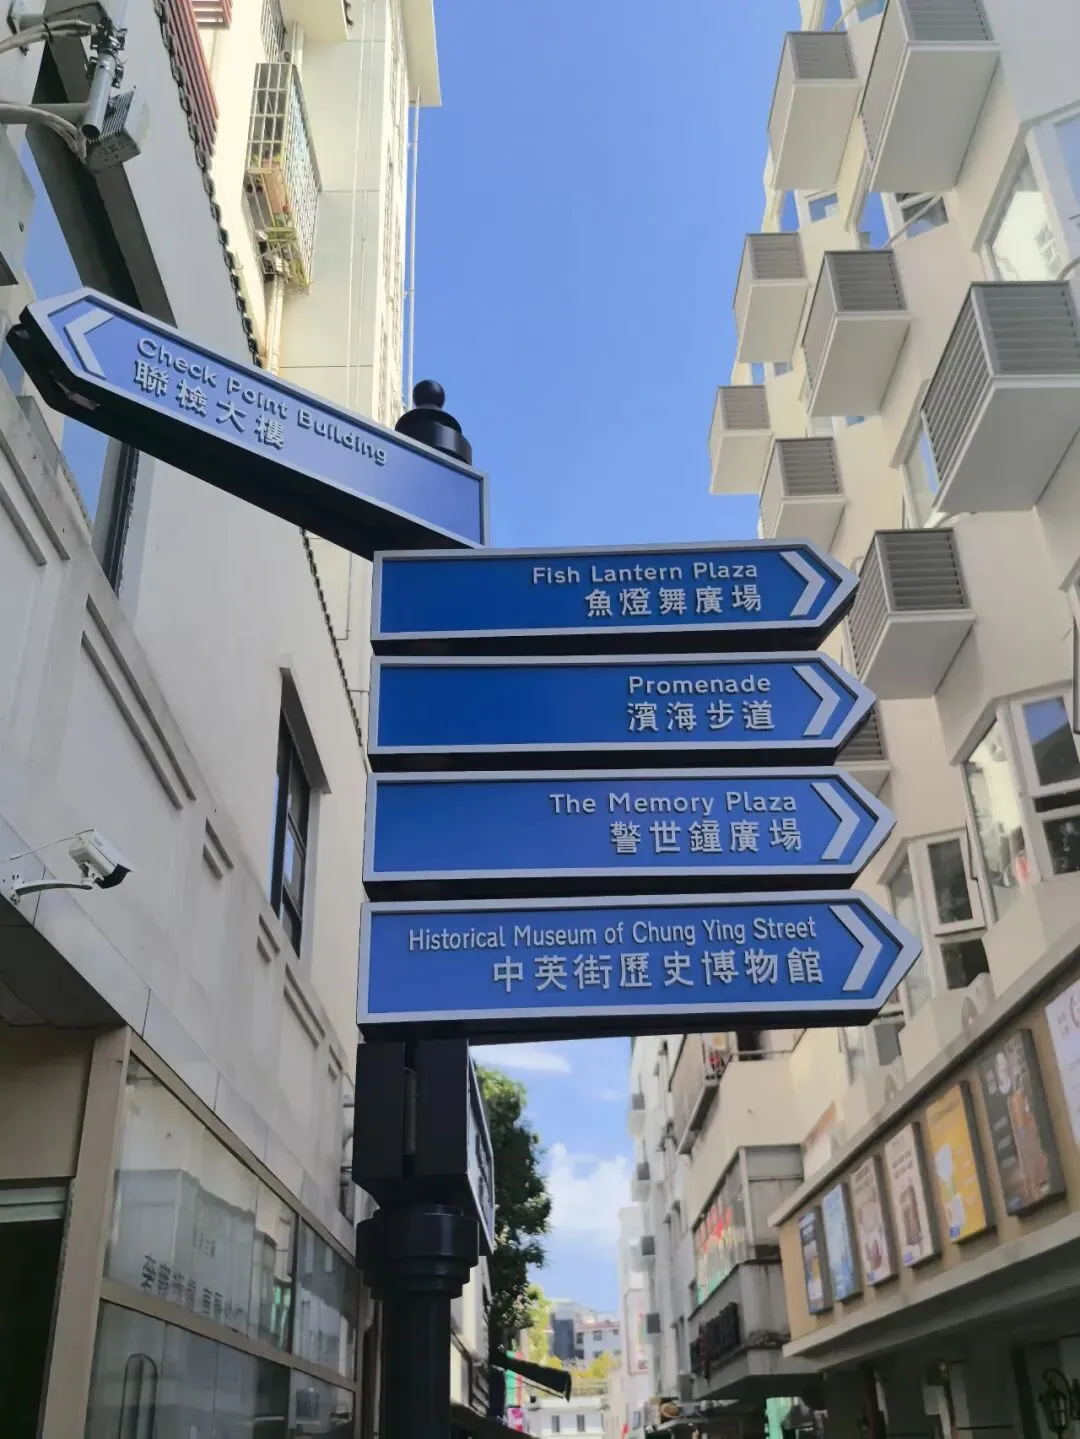 Check Point Building
聯檢大樓
Fish Lantern Plaza
魚燈舞廣場
Promenade
濱海步道
The Memory Plaza
警世鐘廣場
Historical Museum of Chung Ying Street
中英街歷史博物館